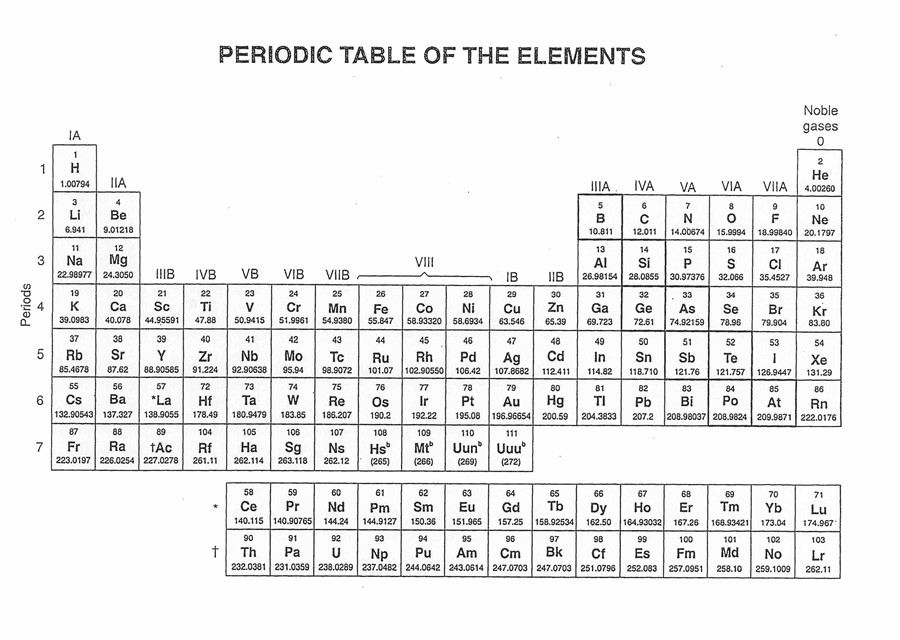 PERIODIC TABLE OF THE ELEMENTS
Noble
gases
IA 0
1 2
1 H He
1.00794 IIA IIIA IVA VA VIA VIIA 4.00260
3 4 5 6 7 8 9 10
2 Li Be B C N O F Ne
6.941 9.01218 10.811 12.011 14.00674 15.9994 18.99840 20.1797
11 12 13 14 15 16 17 18
3 Na Mg VIII Al Si P S Cl Ar
22.98977 24.3050 IIIB IVB VB VIB VIIB IB IIB 26.98154 28.0855 30.97376 32.066 35.4527 39.948
Periods
19 20 21 22 23 24 25 26 27 28 29 30 31 32 33 34 35 36
4 K Ca Sc Ti V Cr Mn Fe Co Ni Cu Zn Ga Ge As Se Br Kr
39.0983 40.078 44.95591 47.88 50.9415 51.9961 54.9380 55.847 58.93320 58.6934 63.546 65.39 69.723 72.61 74.92159 78.96 79.904 83.80
37 38 39 40 41 42 43 44 45 46 47 48 49 50 51 52 53 54
5 Rb Sr Y Zr Nb Mo Tc Ru Rh Pd Ag Cd In Sn Sb Te I Xe
85.4678 87.62 88.90585 91.224 92.90638 95.94 98.9072 101.07 102.90550 106.42 107.8682 112.411 114.82 118.710 121.76 121.757 126.9447 131.29
55 56 57 72 73 74 75 76 77 78 79 80 81 82 83 84 85 86
6 Cs Ba *La Hf Ta W Re Os Ir Pt Au Hg Tl Pb Bi Po At Rn
132.90543 137.327 138.9055 178.49 180.9479 183.85 186.207 190.2 192.22 195.08 196.96654 200.59 204.3833 207.2 208.98037 208.9824 209.9871 222.0176
87 88 89 104 105 106 107 108 109 110 111
7 Fr Ra †Ac Rf Ha Sg Ns Hsᵇ Mtᵇ Uunᵇ Uuuᵇ
223.0197 226.0254 227.0278 261.11 262.114 263.118 262.12 (265) (266) (269) (272)
58 59 60 61 62 63 64 65 66 67 68 69 70 71
* Ce Pr Nd Pm Sm Eu Gd Tb Dy Ho Er Tm Yb Lu
140.115 140.90765 144.24 144.9127 150.36 151.965 157.25 158.92534 162.50 164.93032 167.26 168.93421 173.04 174.967
90 91 92 93 94 95 96 97 98 99 100 101 102 103
† Th Pa U Np Pu Am Cm Bk Cf Es Fm Md No Lr
232.0381 231.0359 238.0289 237.0482 244.0642 243.0614 247.0703 247.0703 251.0796 252.083 257.0951 258.10 259.1009 262.11